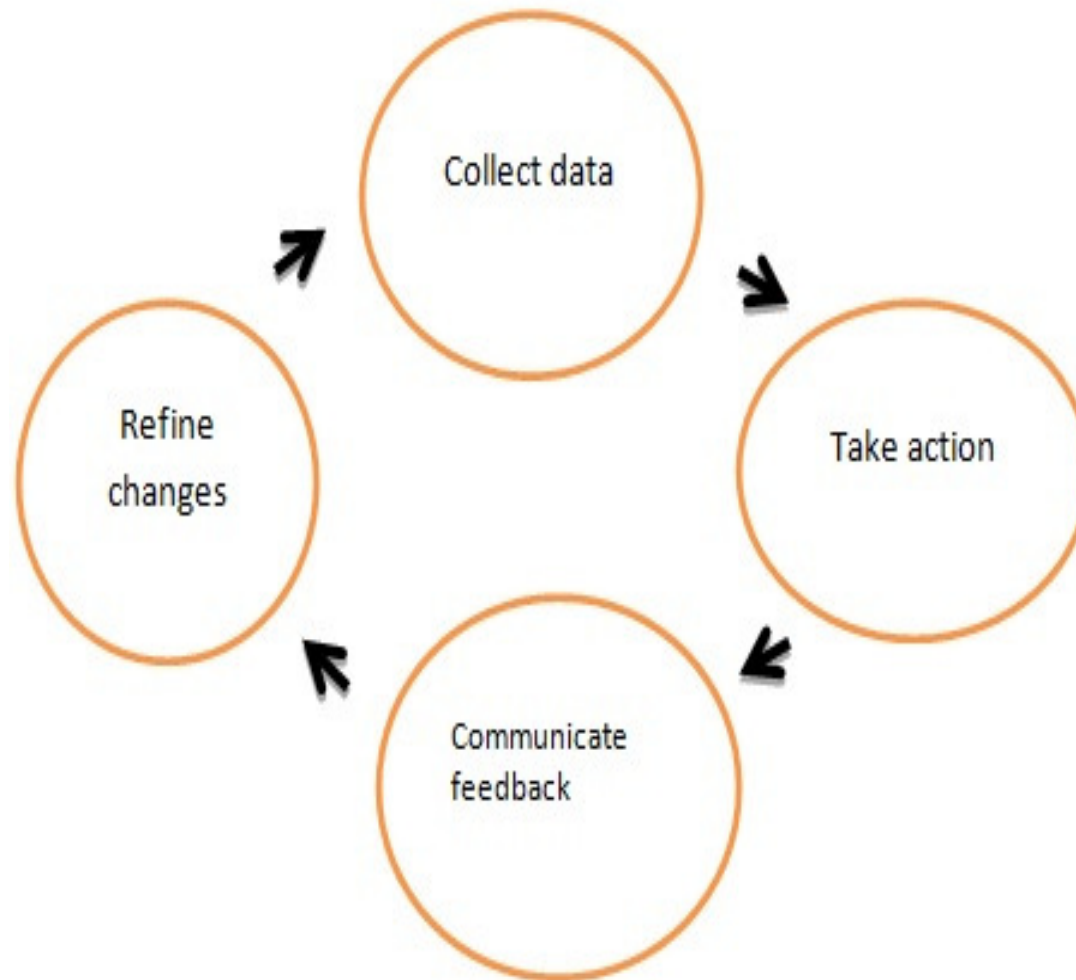 Collect data
Take action
Communicate
feedback
Refine
changes